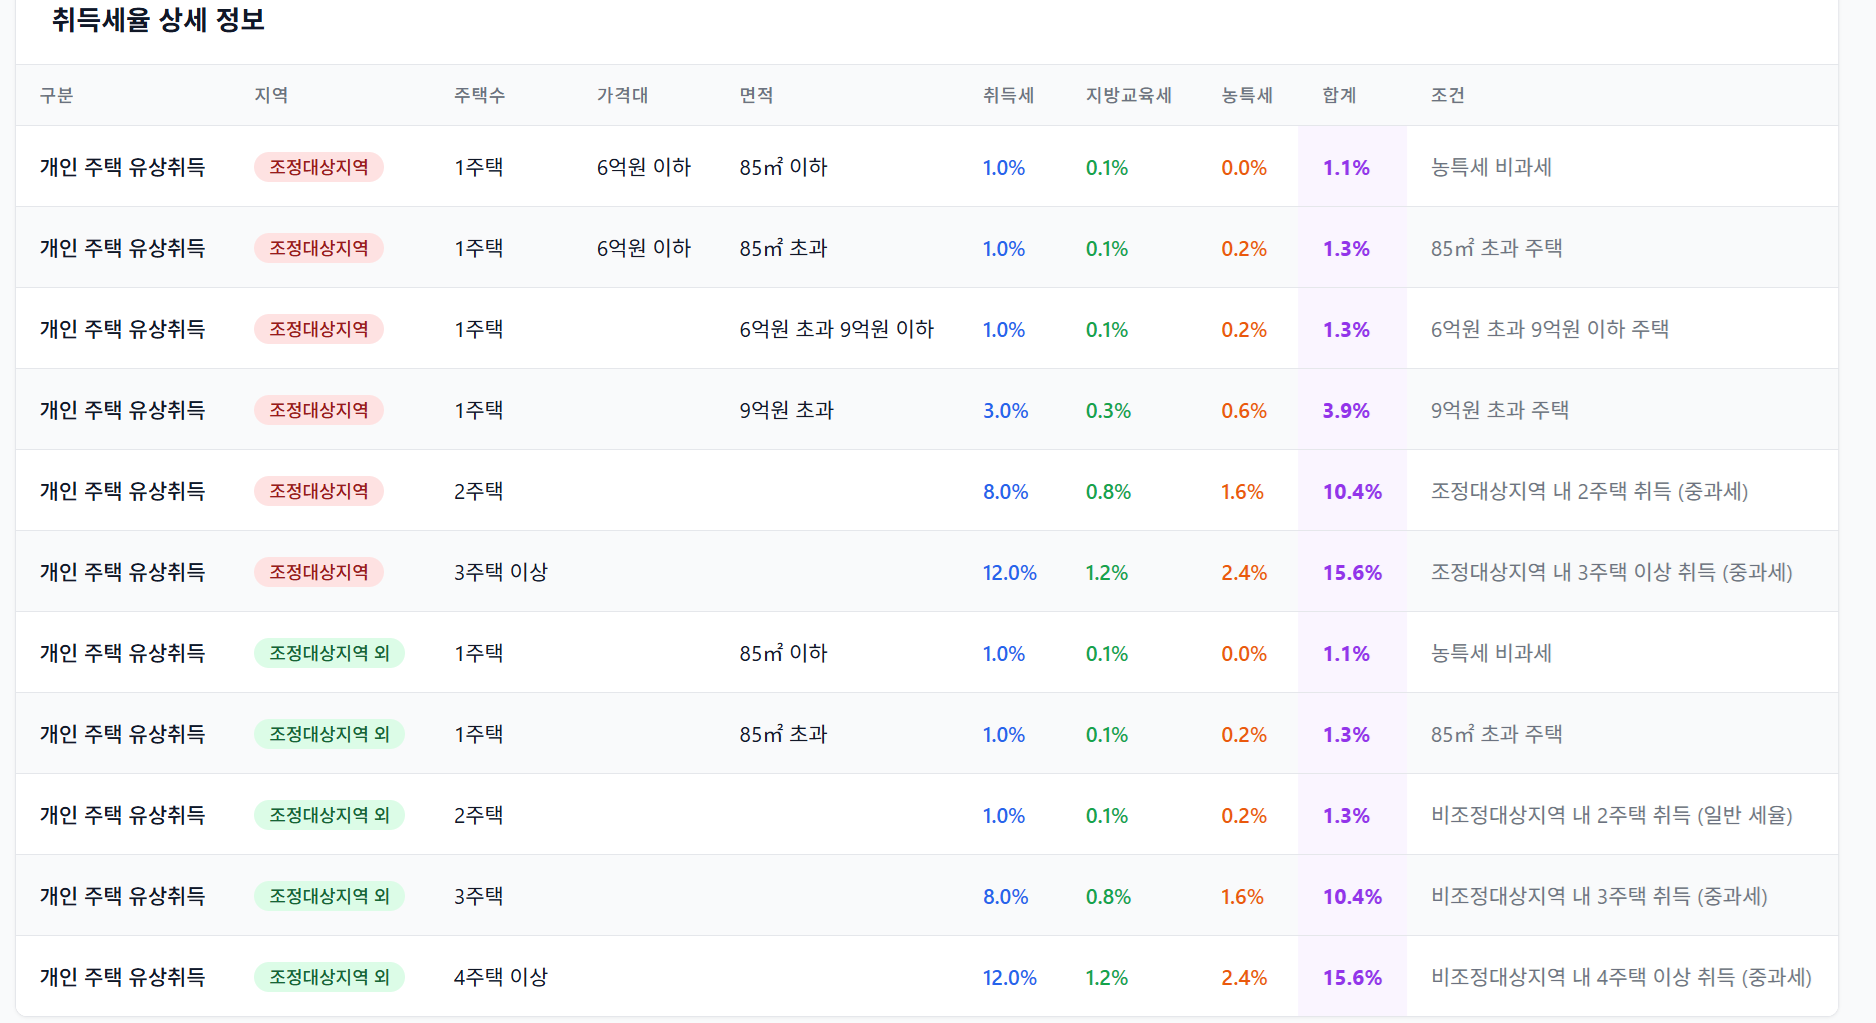 취득세율 상세 정보
구분 지역 주택수 가격대 면적 취득세 지방교육세 농특세 합계 조건
개인 주택 유상취득 조정대상지역 1주택 6억원 이하 85㎡ 이하 1.0% 0.1% 0.0% 1.1% 농특세 비과세
개인 주택 유상취득 조정대상지역 1주택 6억원 이하 85㎡ 초과 1.0% 0.1% 0.2% 1.3% 85㎡ 초과 주택
개인 주택 유상취득 조정대상지역 1주택 6억원 초과 9억원 이하 1.0% 0.1% 0.2% 1.3% 6억원 초과 9억원 이하 주택
개인 주택 유상취득 조정대상지역 1주택 9억원 초과 3.0% 0.3% 0.6% 3.9% 9억원 초과 주택
개인 주택 유상취득 조정대상지역 2주택 8.0% 0.8% 1.6% 10.4% 조정대상지역 내 2주택 취득 (중과세)
개인 주택 유상취득 조정대상지역 3주택 이상 12.0% 1.2% 2.4% 15.6% 조정대상지역 내 3주택 이상 취득 (중과세)
개인 주택 유상취득 조정대상지역 외 1주택 85㎡ 이하 1.0% 0.1% 0.0% 1.1% 농특세 비과세
개인 주택 유상취득 조정대상지역 외 1주택 85㎡ 초과 1.0% 0.1% 0.2% 1.3% 85㎡ 초과 주택
개인 주택 유상취득 조정대상지역 외 2주택 1.0% 0.1% 0.2% 1.3% 비조정대상지역 내 2주택 취득 (일반 세율)
개인 주택 유상취득 조정대상지역 외 3주택 8.0% 0.8% 1.6% 10.4% 비조정대상지역 내 3주택 취득 (중과세)
개인 주택 유상취득 조정대상지역 외 4주택 이상 12.0% 1.2% 2.4% 15.6% 비조정대상지역 내 4주택 이상 취득 (중과세)